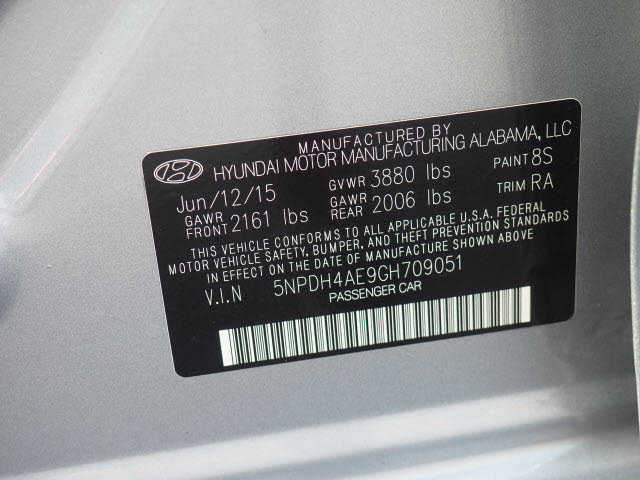 MANUFACTURED BY
HYUNDAI MOTOR MANUFACTURING ALABAMA, LLC
Jun/12/15 GVWR 3880 lbs PAINT 8S
GAWR FRONT 2161 lbs GAWR REAR 2006 lbs TRIM RA
THIS VEHICLE CONFORMS TO ALL APPLICABLE U.S.A. FEDERAL
MOTOR VEHICLE SAFETY, BUMPER, AND THEFT PREVENTION STANDARDS
IN EFFECT ON THE DATE OF MANUFACTURE SHOWN ABOVE
V.I.N 5NPDH4AE9GH709051
PASSENGER CAR